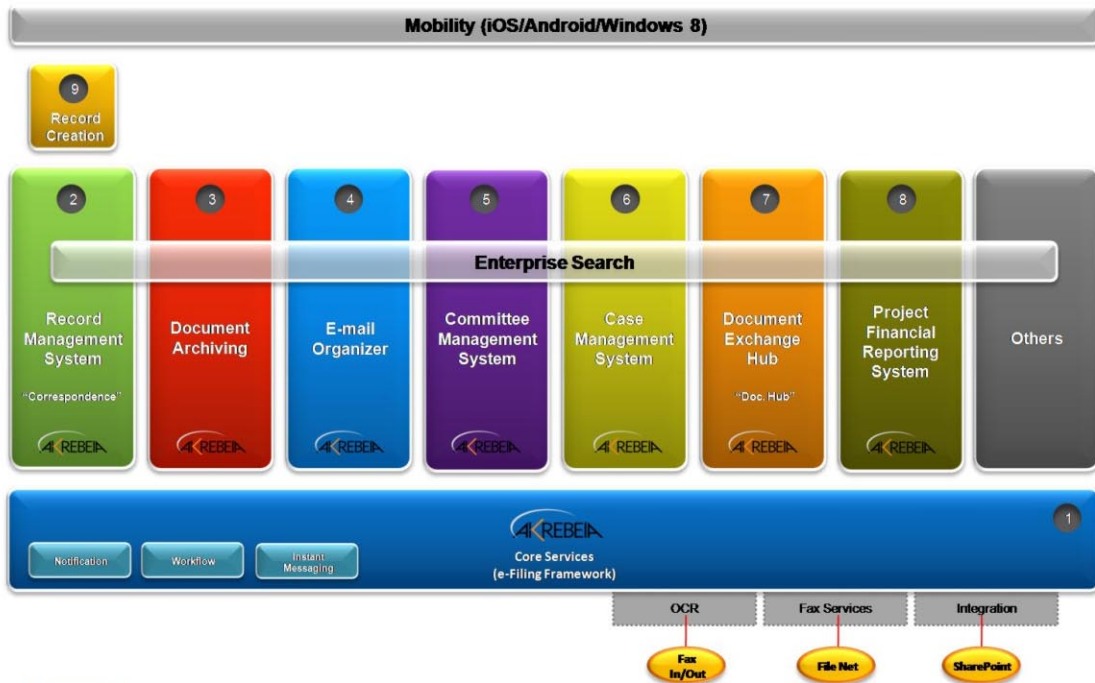 Mobility (iOS/Android/Windows 8)
9
Record
Creation
2
Record
Management
System
"Correspondence"
AKREBEIA
3
Document
Archiving
AKREBEIA
4
E-mail
Organizer
AKREBEIA
5
Committee
Management
System
AKREBEIA
6
Case
Management
System
AKREBEIA
7
Document
Exchange
Hub
"Doc. Hub"
AKREBEIA
8
Project
Financial
Reporting
System
AKREBEIA
Others
Enterprise Search
AKREBEIA
1
Core Services
(e-Filing Framework)
Notification
Workflow
Instant
Messaging
OCR
Fax Services
Integration
Fax
In/Out
File Net
SharePoint